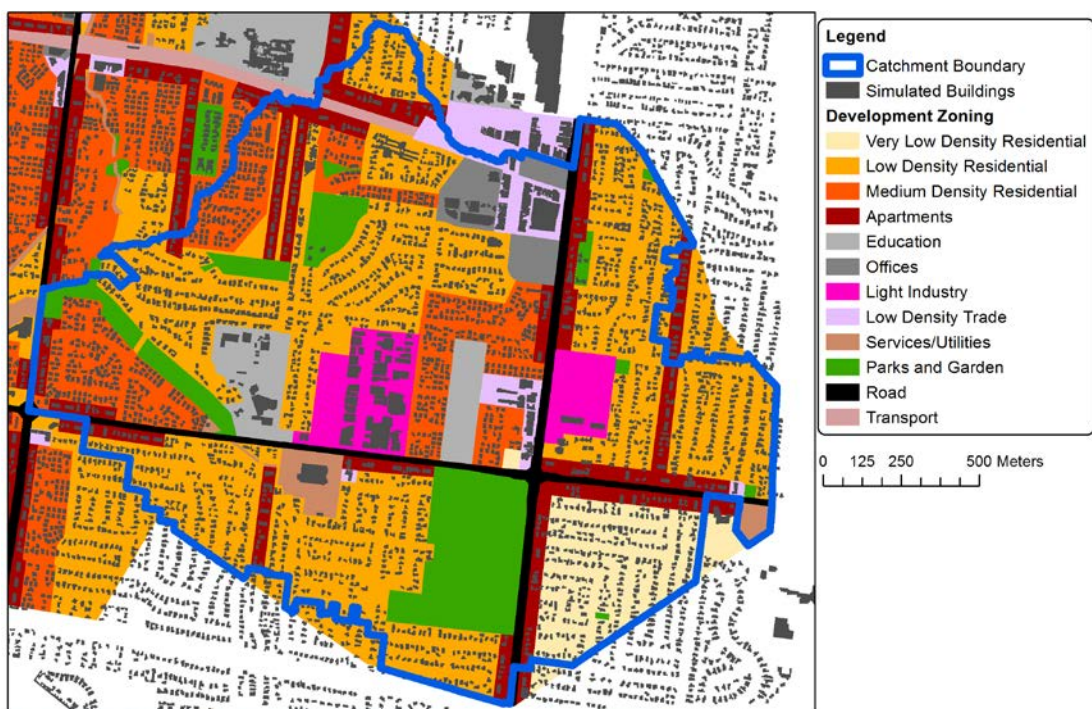 Legend
Catchment Boundary
Simulated Buildings
Development Zoning
Very Low Density Residential
Low Density Residential
Medium Density Residential
Apartments
Education
Offices
Light Industry
Low Density Trade
Services/Utilities
Parks and Garden
Road
Transport
0 125 250 500 Meters